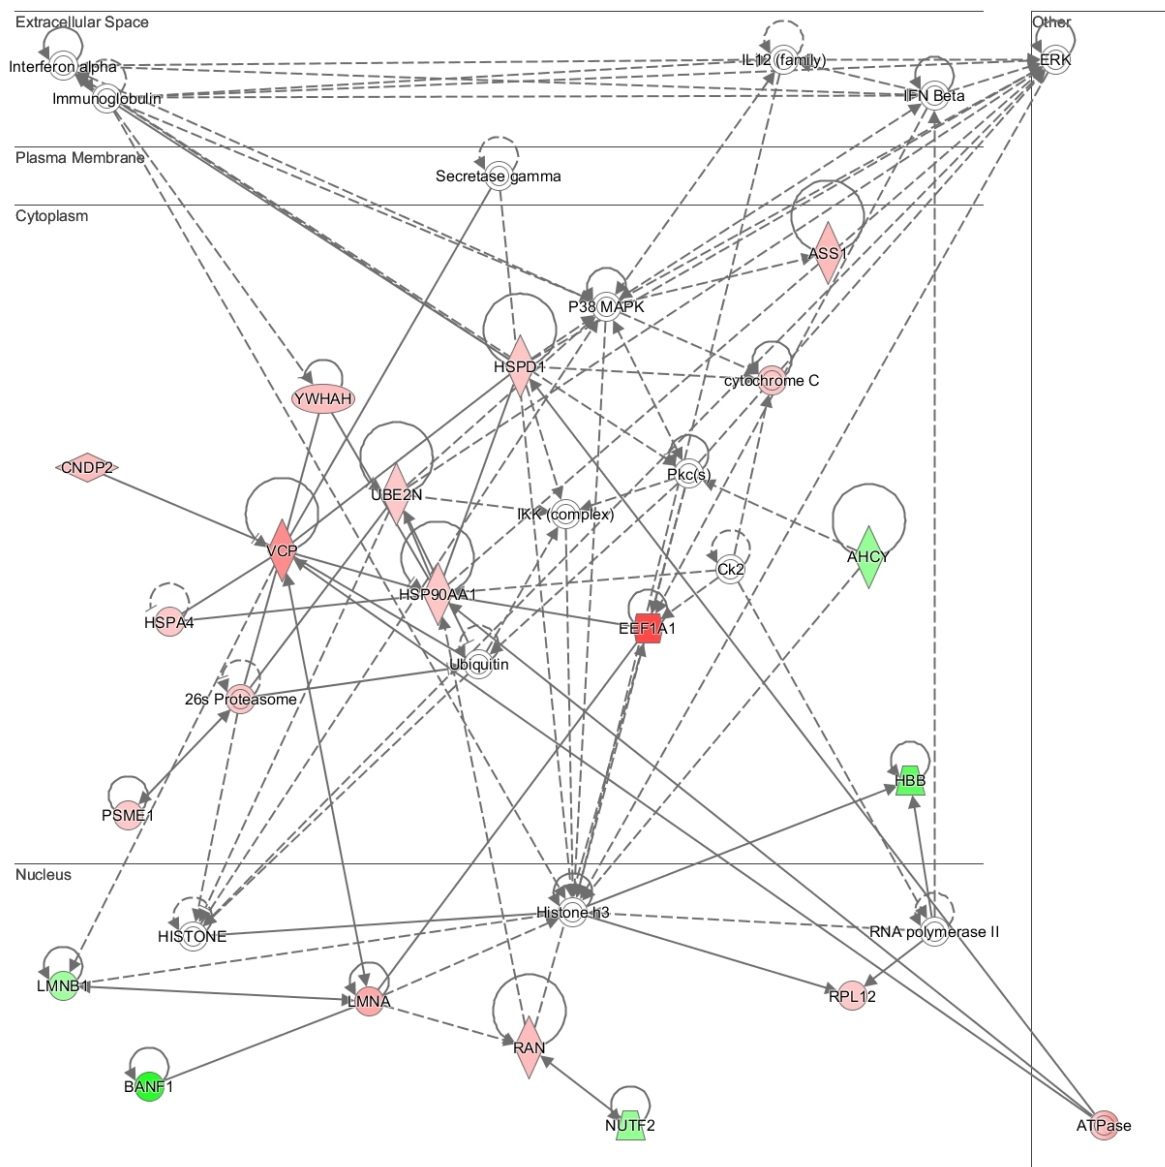 Extracellular Space
Other
Interferon alpha
IL12 (family)
ERK
Immunoglobulin
IFN Beta
Plasma Membrane
Secretase gamma
Cytoplasm
ASS1
P38 MAPK
HSPD1
cytochrome C
YWHAH
CNDP2
Pkc(s)
UBE2N
IKK (complex)
VCP
AHCY
Ck2
HSP90AA1
HSPA4
EEF1A1
Ubiquitin
26s Proteasome
HBB
PSME1
Nucleus
Histone h3
HISTONE
RNA polymerase II
LMNB1
LMNA
RPL12
RAN
BANF1
NUTF2
ATPase